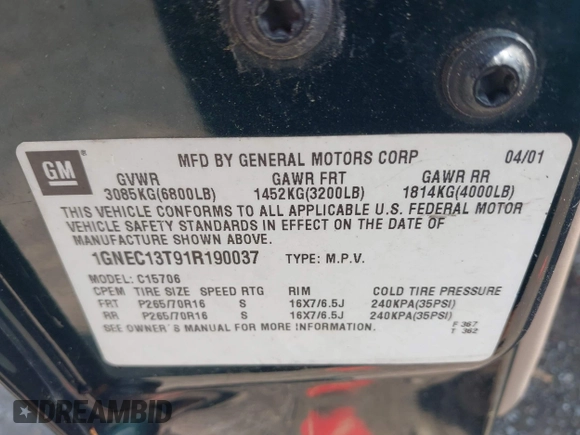 GM
MFD BY GENERAL MOTORS CORP 04/01
GVWR GAWR FRT GAWR RR
3085KG(6800LB) 1452KG(3200LB) 1814KG(4000LB)
THIS VEHICLE CONFORMS TO ALL APPLICABLE U.S. FEDERAL MOTOR
VEHICLE SAFETY STANDARDS IN EFFECT ON THE DATE OF
MANUFACTURE SHOWN ABOVE.
1GNEC13T91R190037 TYPE: M.P.V.
MODEL: C15706
CPEM TIRE SIZE SPEED RTG RIM COLD TIRE PRESSURE
FRT P265/70R16 S 16X7/6.5J 240KPA(35PSI)
RR P265/70R16 S 16X7/6.5J 240KPA(35PSI)
SEE OWNER'S MANUAL FOR MORE INFORMATION.
F: 367
T: 362
DREAMBID